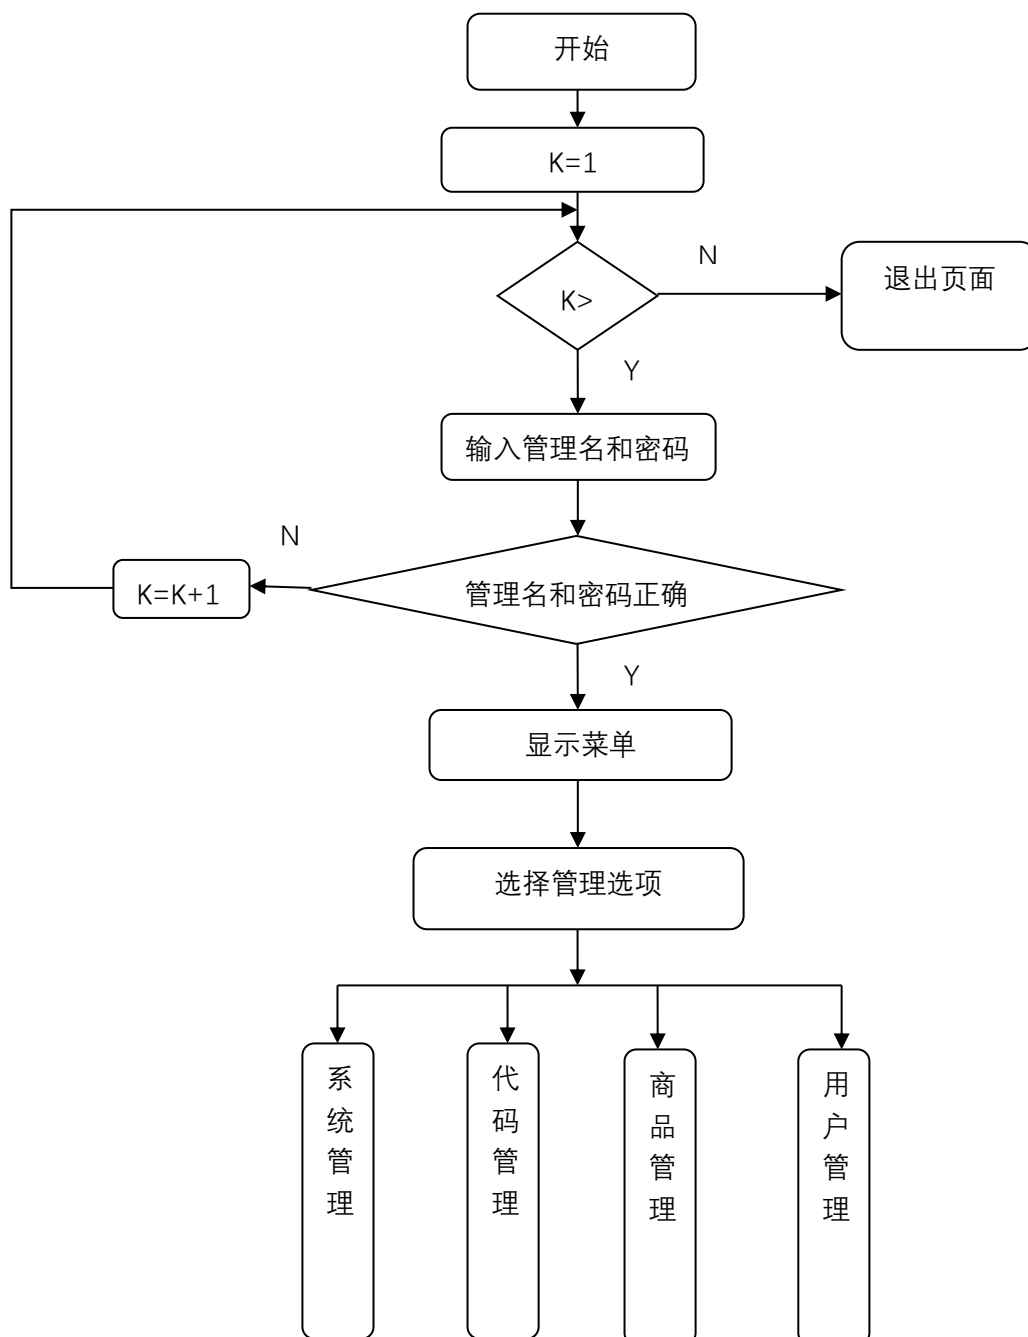 开始
K=1
K>
N
退出页面
Y
输入管理名和密码
N
K=K+1
管理名和密码正确
Y
显示菜单
选择管理选项
系统管理
代码管理
商品管理
用户管理